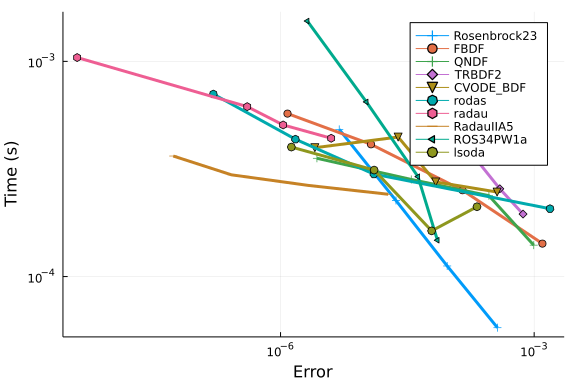 Time (s)
10⁻³
10⁻⁴
10⁻⁶
10⁻³
Error
Rosenbrock23
FBDF
QNDF
TRBDF2
CVODE_BDF
rodas
radau
RadauIIA5
ROS34PW1a
lsoda